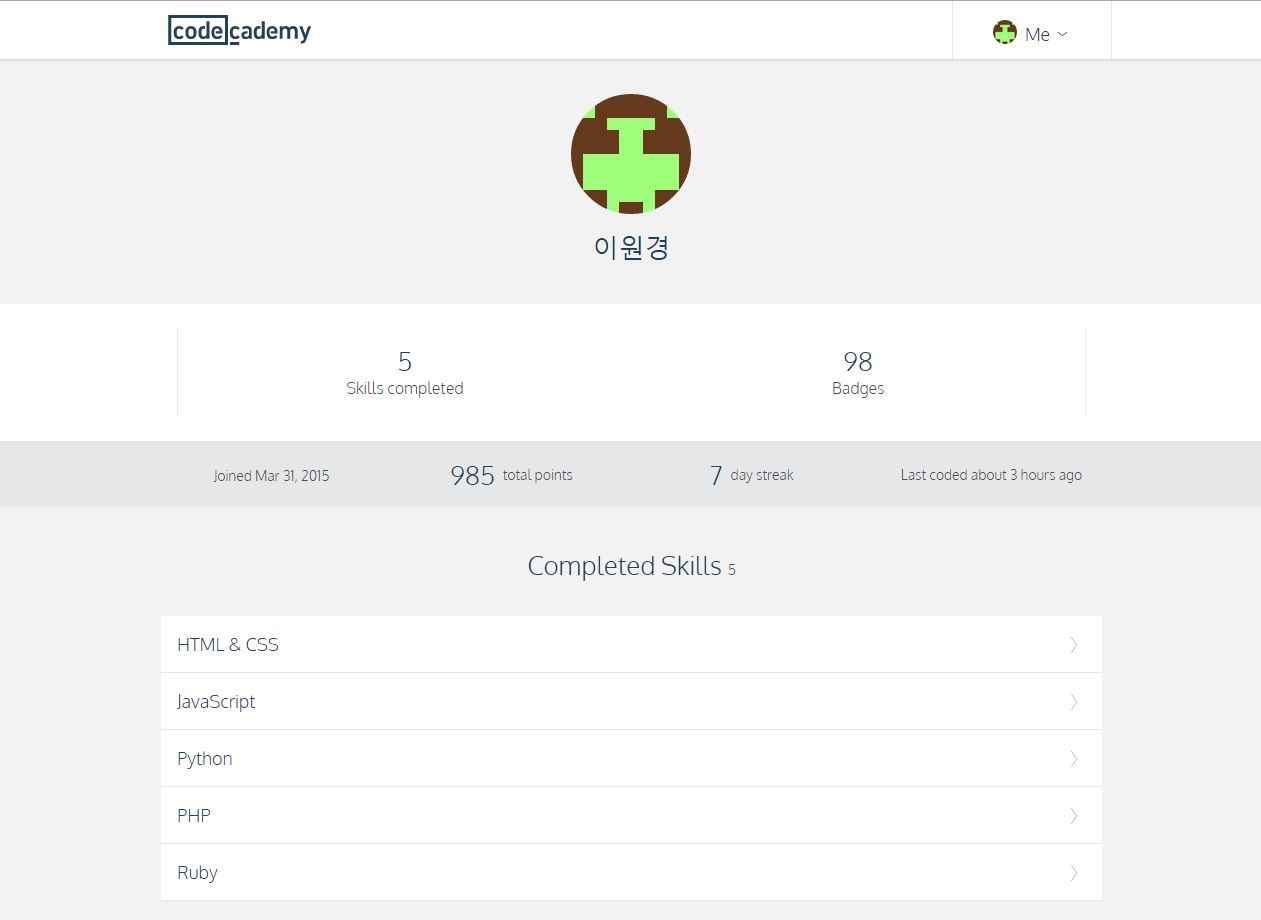 codecademy
Me
이원경
5
Skills completed
98
Badges
Joined Mar 31, 2015
985 total points
7 day streak
Last coded about 3 hours ago
Completed Skills 5
HTML & CSS
JavaScript
Python
PHP
Ruby